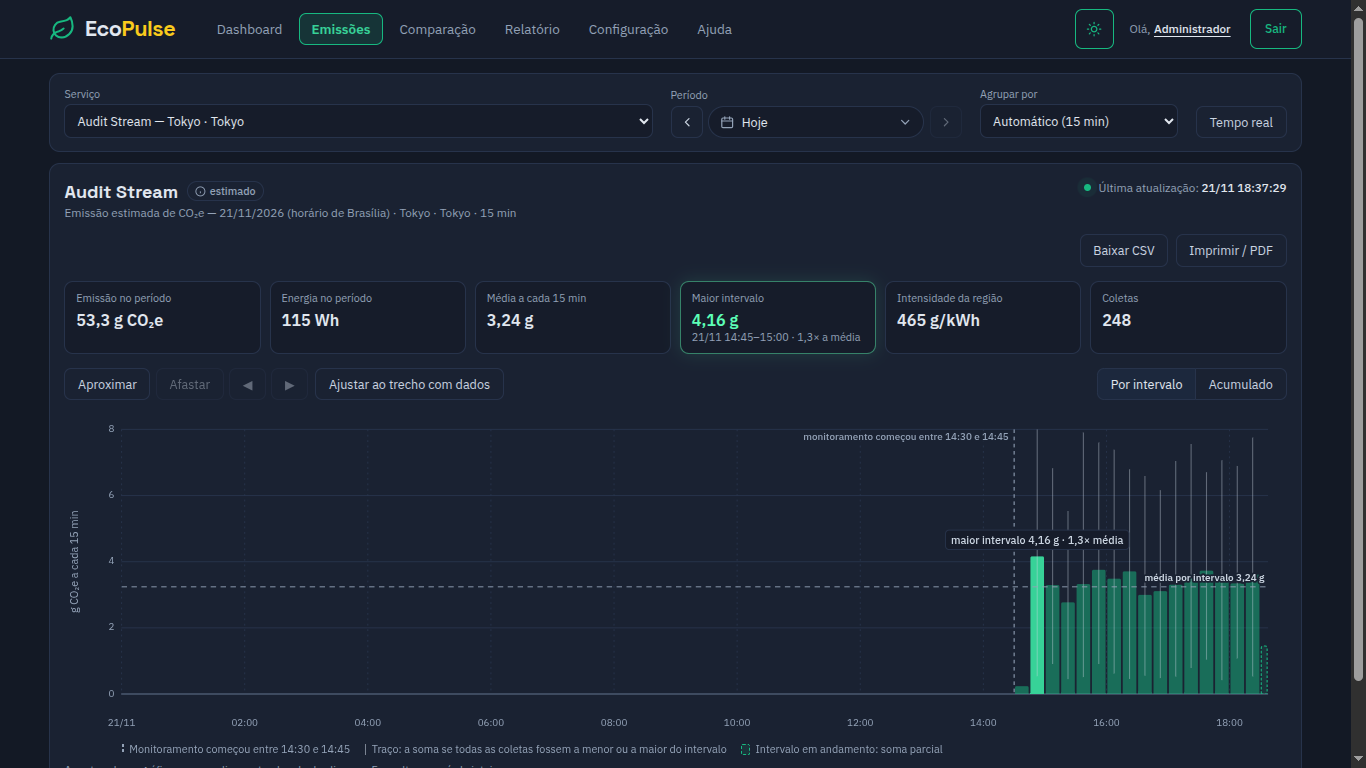 EcoPulse
Dashboard Emissões Comparação Relatório Configuração Ajuda
Olá, Administrador Sair
Serviço
Audit Stream — Tokyo · Tokyo
Período
Hoje
Agrupar por
Automático (15 min)
Tempo real
Audit Stream estimado
Última atualização: 21/11 18:37:29
Emissão estimada de CO₂e — 21/11/2026 (horário de Brasília) · Tokyo · Tokyo · 15 min
Baixar CSV Imprimir / PDF
Emissão no período
53,3 g CO₂e
Energia no período
115 Wh
Média a cada 15 min
3,24 g
Maior intervalo
4,16 g
21/11 14:45–15:00 · 1,3× a média
Intensidade da região
465 g/kWh
Coletas
248
Aproximar Afastar ◀ ▶ Ajustar ao trecho com dados
Por intervalo Acumulado
g CO₂e a cada 15 min
8
6
4
2
0
monitoramento começou entre 14:30 e 14:45
maior intervalo 4,16 g · 1,3× média
média por intervalo 3,24 g
21/11 02:00 04:00 06:00 08:00 10:00 12:00 14:00 16:00 18:00
Monitoramento começou entre 14:30 e 14:45
Traço: a soma se todas as coletas fossem a menor ou a maior do intervalo
Intervalo em andamento: soma parcial